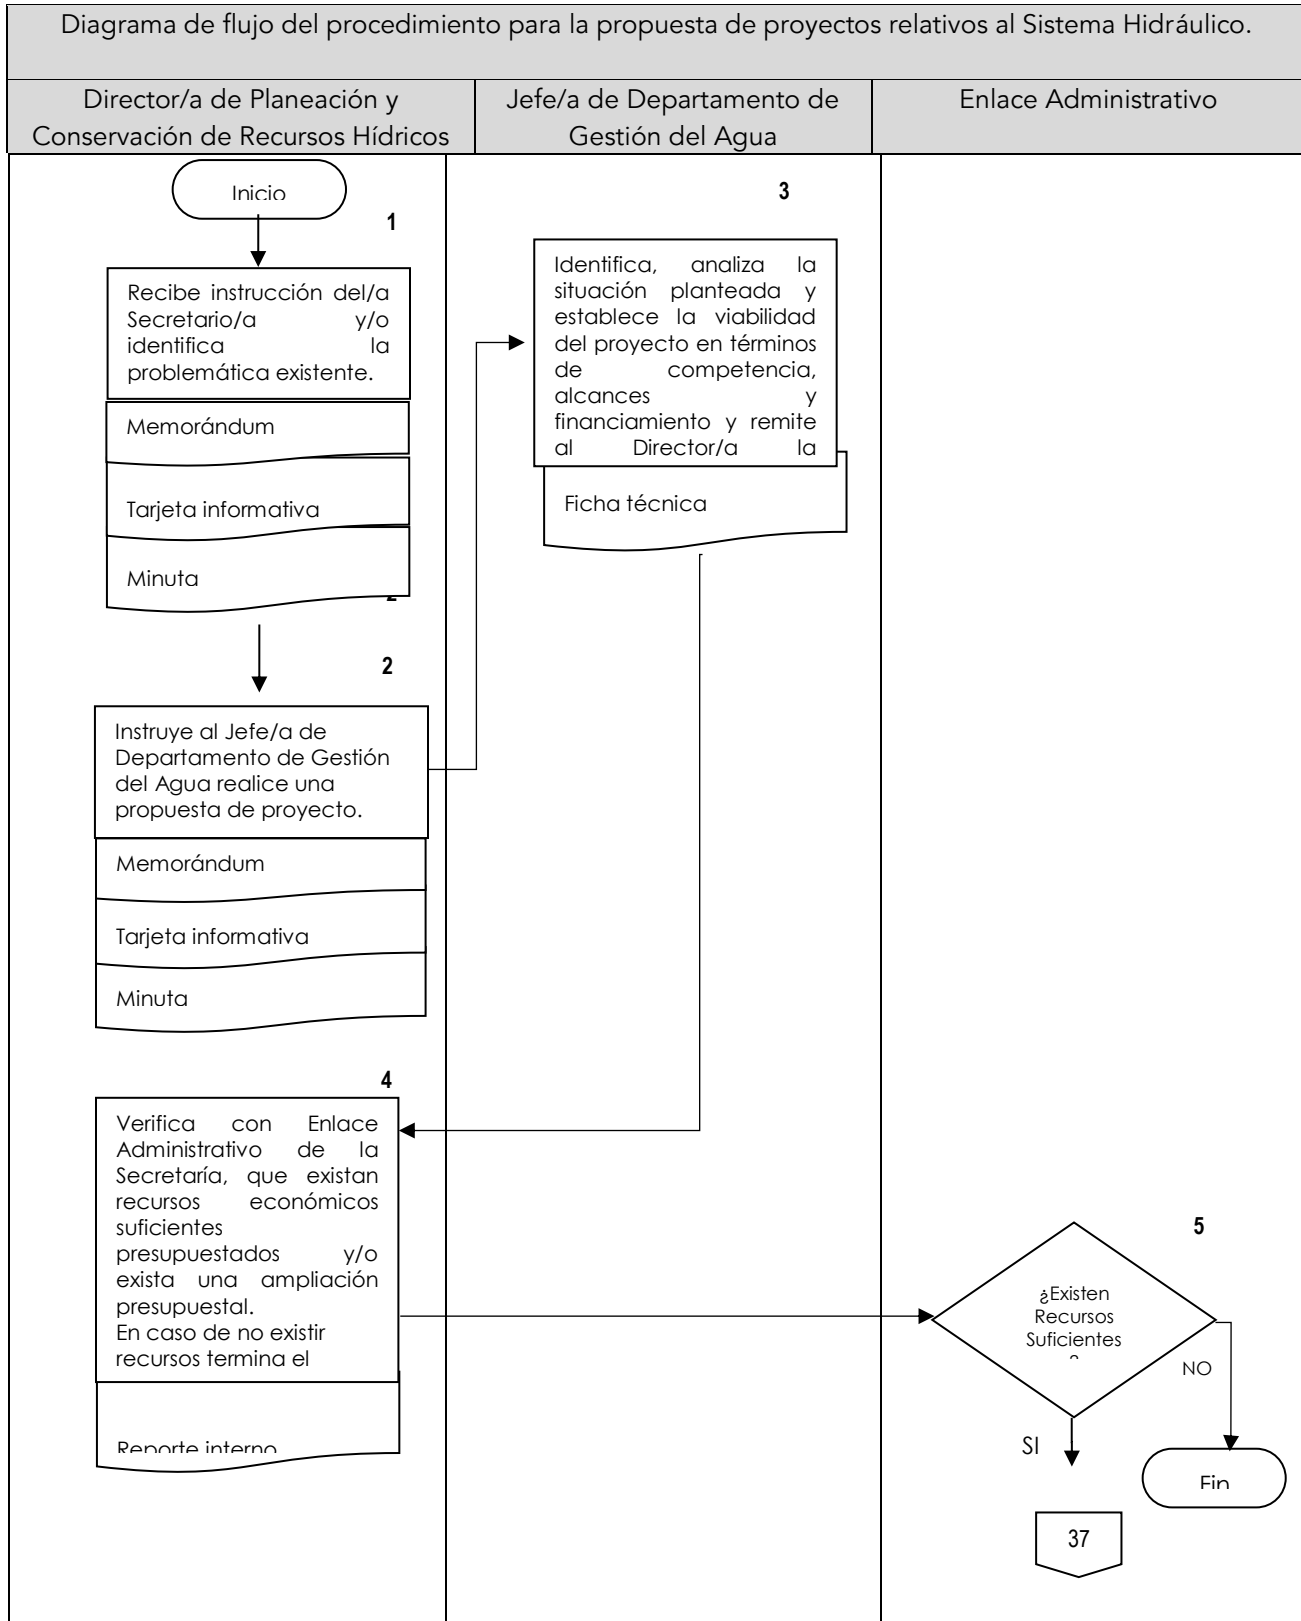 Diagrama de flujo del procedimiento para la propuesta de proyectos relativos al Sistema Hidráulico.
Director/a de Planeación y
Conservación de Recursos Hídricos
Jefe/a de Departamento de
Gestión del Agua
Enlace Administrativo
Inicio
1
Recibe instrucción del/a
Secretario/a y/o
identifica la
problemática existente.
Memorándum
Tarjeta informativa
Minuta
2
Instruye al Jefe/a de
Departamento de Gestión
del Agua realice una
propuesta de proyecto.
Memorándum
Tarjeta informativa
Minuta
3
Identifica, analiza la
situación planteada y
establece la viabilidad
del proyecto en términos
de competencia,
alcances y
financiamiento y remite
al Director/a la
Ficha técnica
4
Verifica con Enlace
Administrativo de la
Secretaría, que existan
recursos económicos
suficientes
presupuestados y/o
exista una ampliación
presupuestal.
En caso de no existir
recursos termina el
Reporte interno
5
¿Existen
Recursos
Suficientes
?
NO
SI
Fin
37